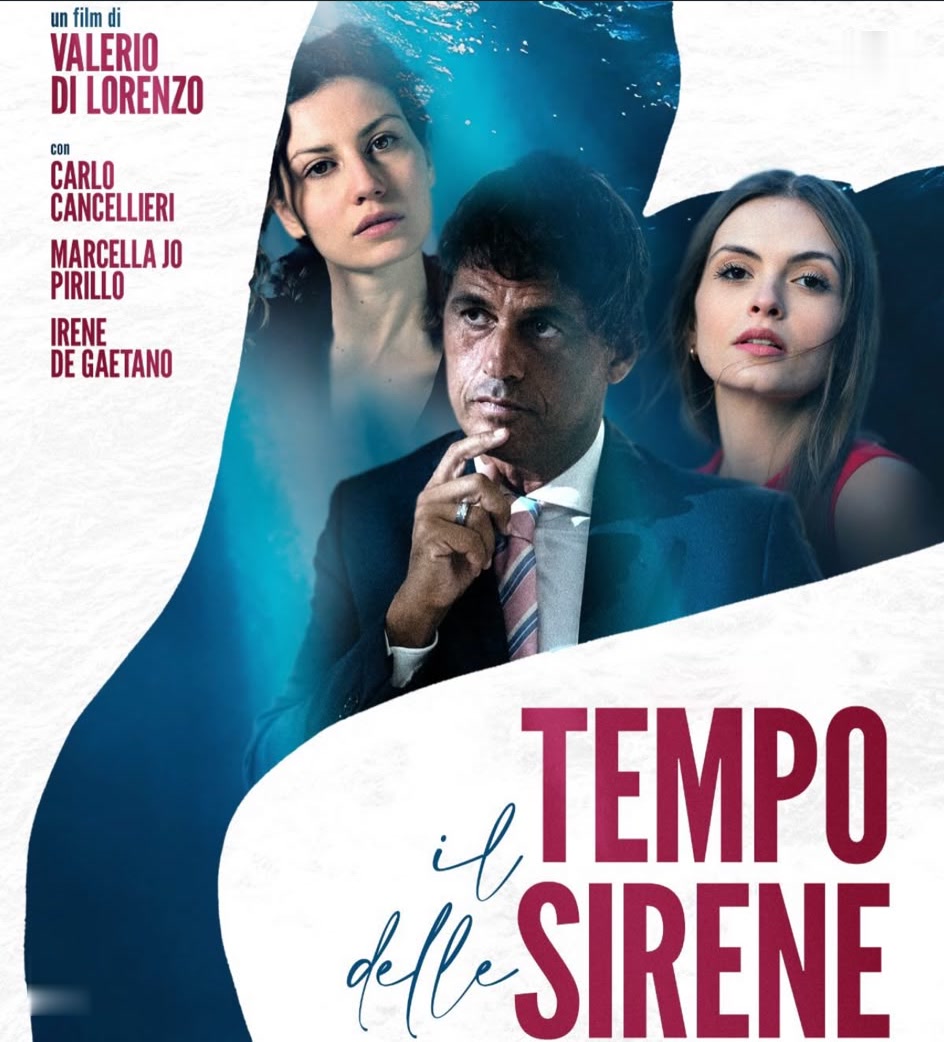 un film di
VALERIO
DI LORENZO
con
CARLO
CANCELLIERI
MARCELLA JO
PIRILLO
IRENE
DE GAETANO
il TEMPO
delle SIRENE